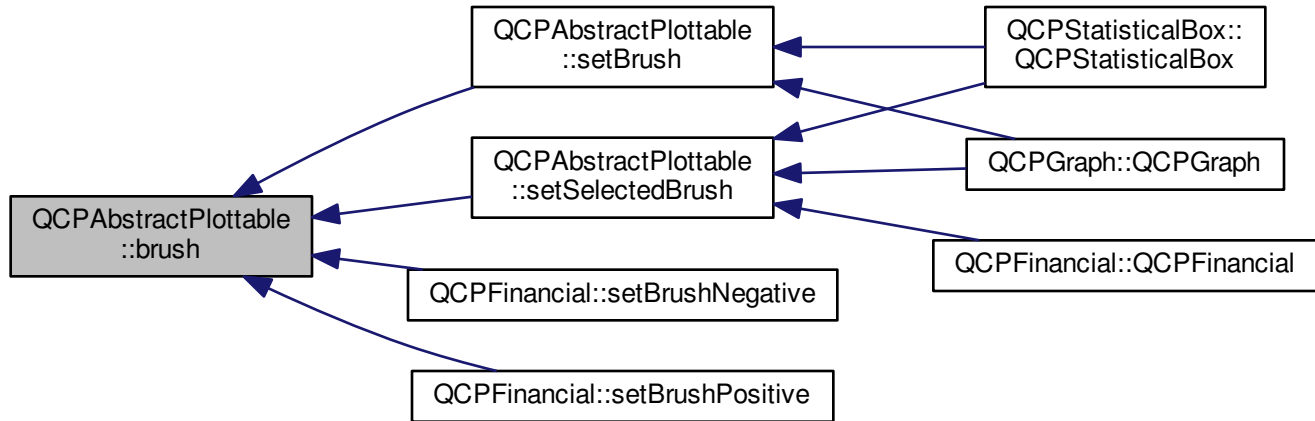 QCPAbstractPlottable
::brush
QCPAbstractPlottable
::setBrush
QCPAbstractPlottable
::setSelectedBrush
QCPFinancial::setBrushNegative
QCPFinancial::setBrushPositive
QCPStatisticalBox::
QCPStatisticalBox
QCPGraph::QCPGraph
QCPFinancial::QCPFinancial